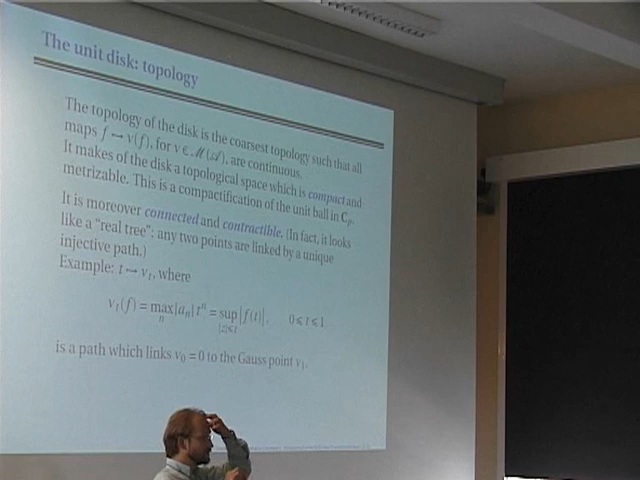 The unit disk: topology
The topology of the disk is the coarsest topology such that all
maps f ↦ v(f), for v ∈ ℳ(𝒜), are continuous.
It makes of the disk a topological space which is compact and
metrizable. This is a compactification of the unit ball in Cₚ.
It is moreover connected and contractible. (In fact, it looks
like a "real tree": any two points are linked by a unique
injective path.)
Example: t ↦ vₜ, where
vₜ(f) = max |aₙ| tⁿ = sup |f(t)|, 0 ⩽ t ⩽ 1
n |z|⩽t
is a path which links v₀ = 0 to the Gauss point v₁.